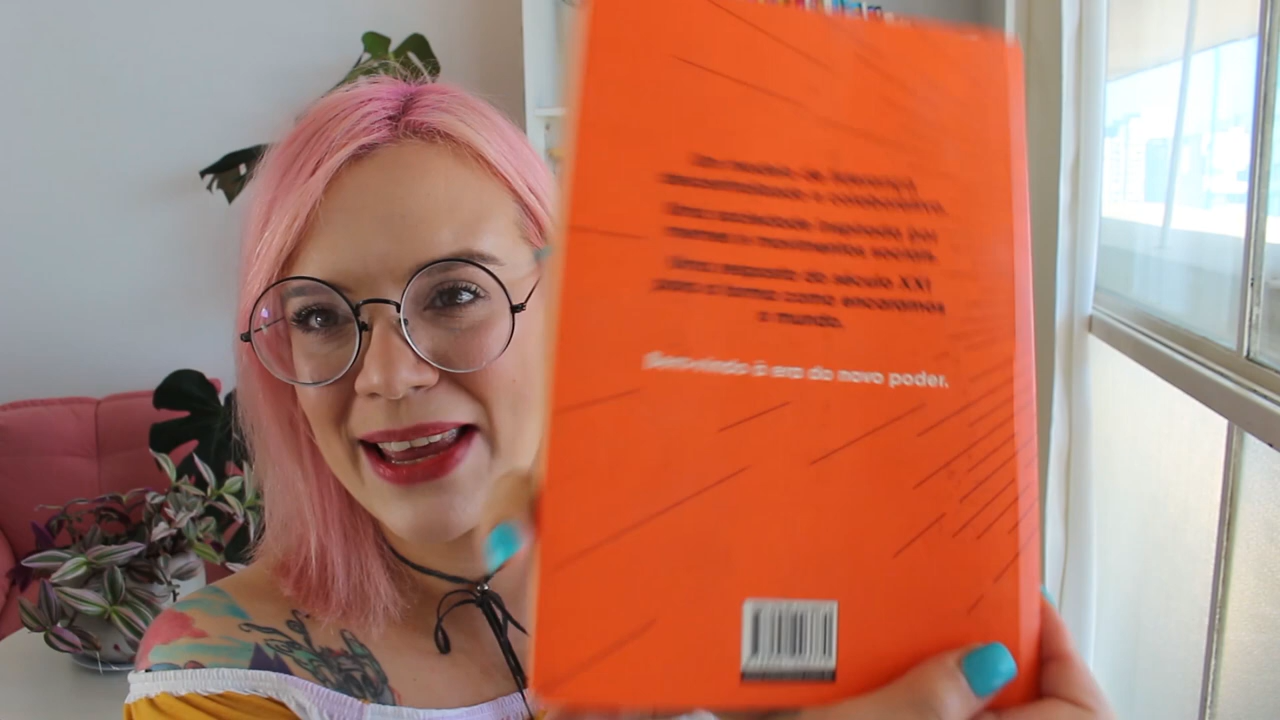 Um modelo de liderança
descentralizado e colaborativo.
Uma sociedade inspirada por
memes e movimentos sociais.
Uma resposta do século XXI
para a forma como encaramos
o mundo.
Bem-vindo à era do novo poder.